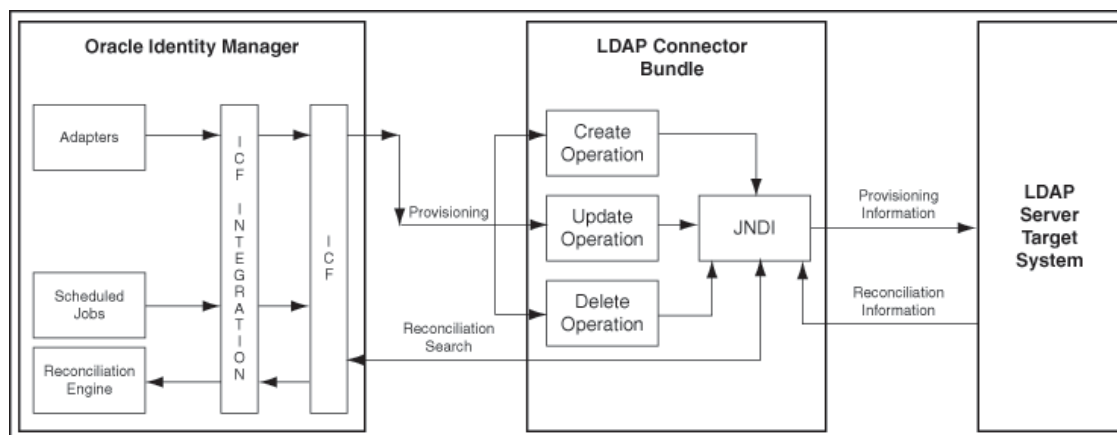 Oracle Identity Manager
Adapters
Scheduled
Jobs
Reconciliation
Engine
ICF INTEGRATION
ICF
Provisioning
Reconciliation
Search
LDAP Connector
Bundle
Create
Operation
Update
Operation
Delete
Operation
JNDI
Provisioning
Information
Reconciliation
Information
LDAP
Server
Target
System